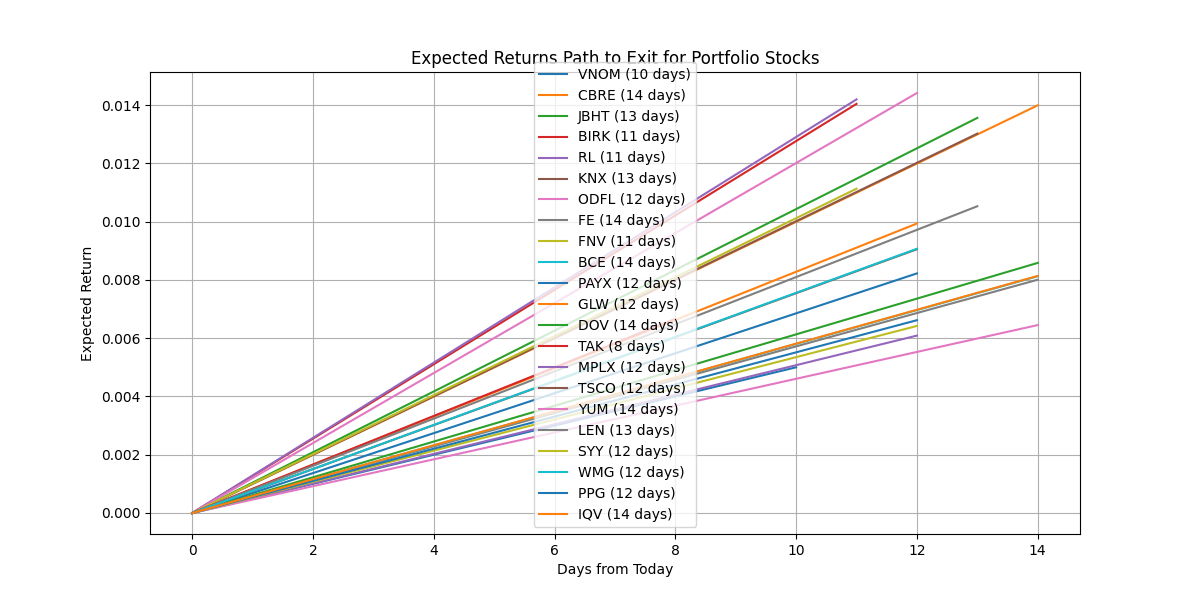 Expected Returns Path to Exit for Portfolio Stocks
VNOM (10 days)
CBRE (14 days)
JBHT (13 days)
BIRK (11 days)
RL (11 days)
KNX (13 days)
ODFL (12 days)
FE (14 days)
FNV (11 days)
BCE (14 days)
PAYX (12 days)
GLW (12 days)
DOV (14 days)
TAK (8 days)
MPLX (12 days)
TSCO (12 days)
YUM (14 days)
LEN (13 days)
SYY (12 days)
WMG (12 days)
PPG (12 days)
IQV (14 days)
Expected Return
0.014
0.012
0.010
0.008
0.006
0.004
0.002
0.000
0 2 4 6 8 10 12 14
Days from Today